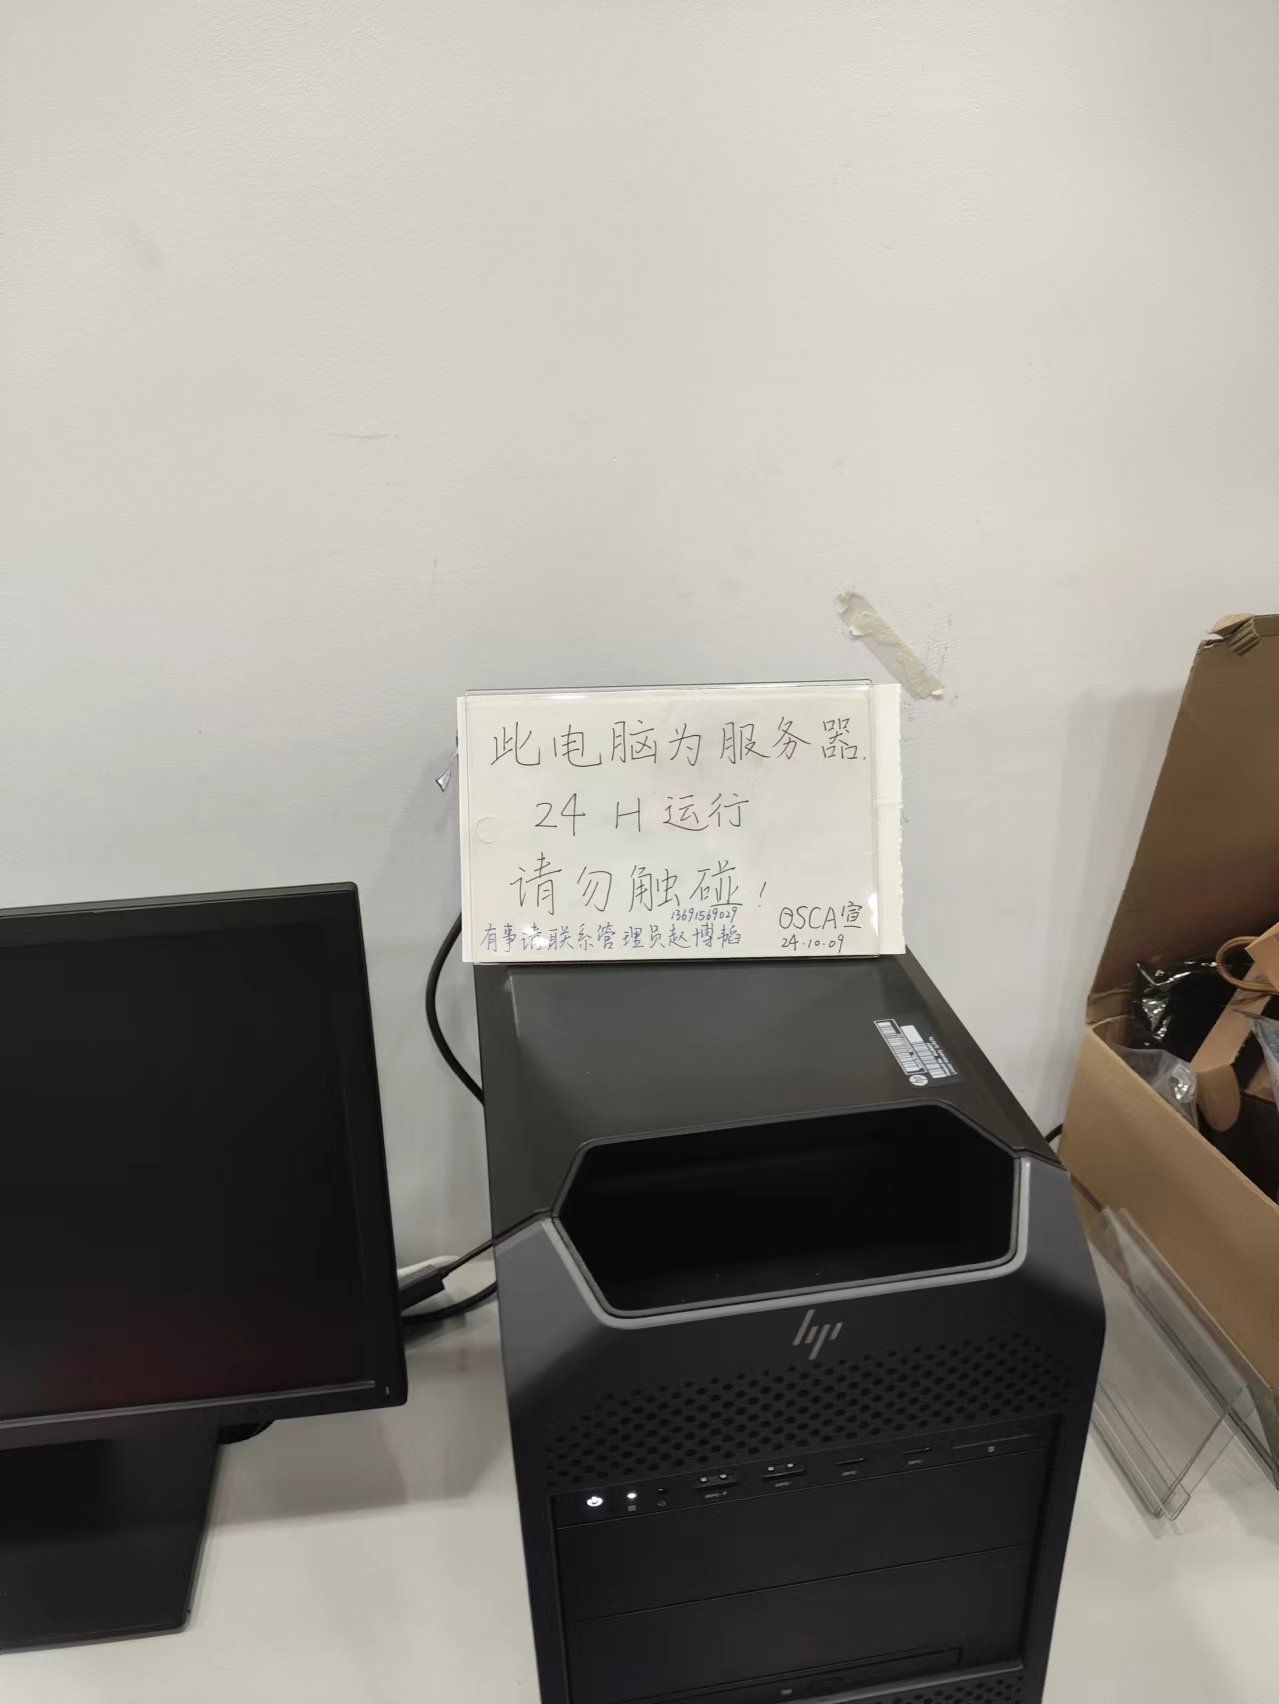 此电脑为服务器.
24 H 运行
请勿触碰!
13691569029
有事请联系管理员赵博韬
OSCA宣
24.10.09
hp